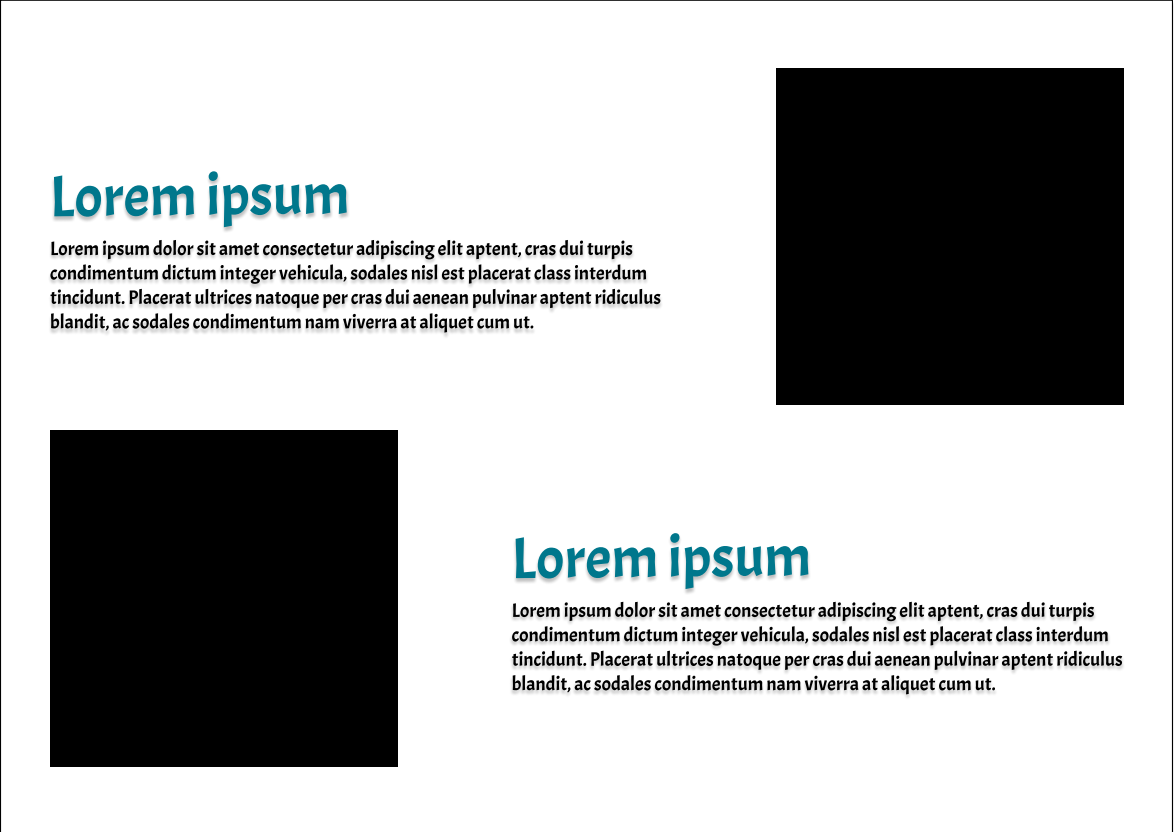 Lorem ipsum
Lorem ipsum dolor sit amet consectetur adipiscing elit aptent, cras dui turpis
condimentum dictum integer vehicula, sodales nisl est placerat class interdum
tincidunt. Placerat ultrices natoque per cras dui aenean pulvinar aptent ridiculus
blandit, ac sodales condimentum nam viverra at aliquet cum ut.
Lorem ipsum
Lorem ipsum dolor sit amet consectetur adipiscing elit aptent, cras dui turpis
condimentum dictum integer vehicula, sodales nisl est placerat class interdum
tincidunt. Placerat ultrices natoque per cras dui aenean pulvinar aptent ridiculus
blandit, ac sodales condimentum nam viverra at aliquet cum ut.